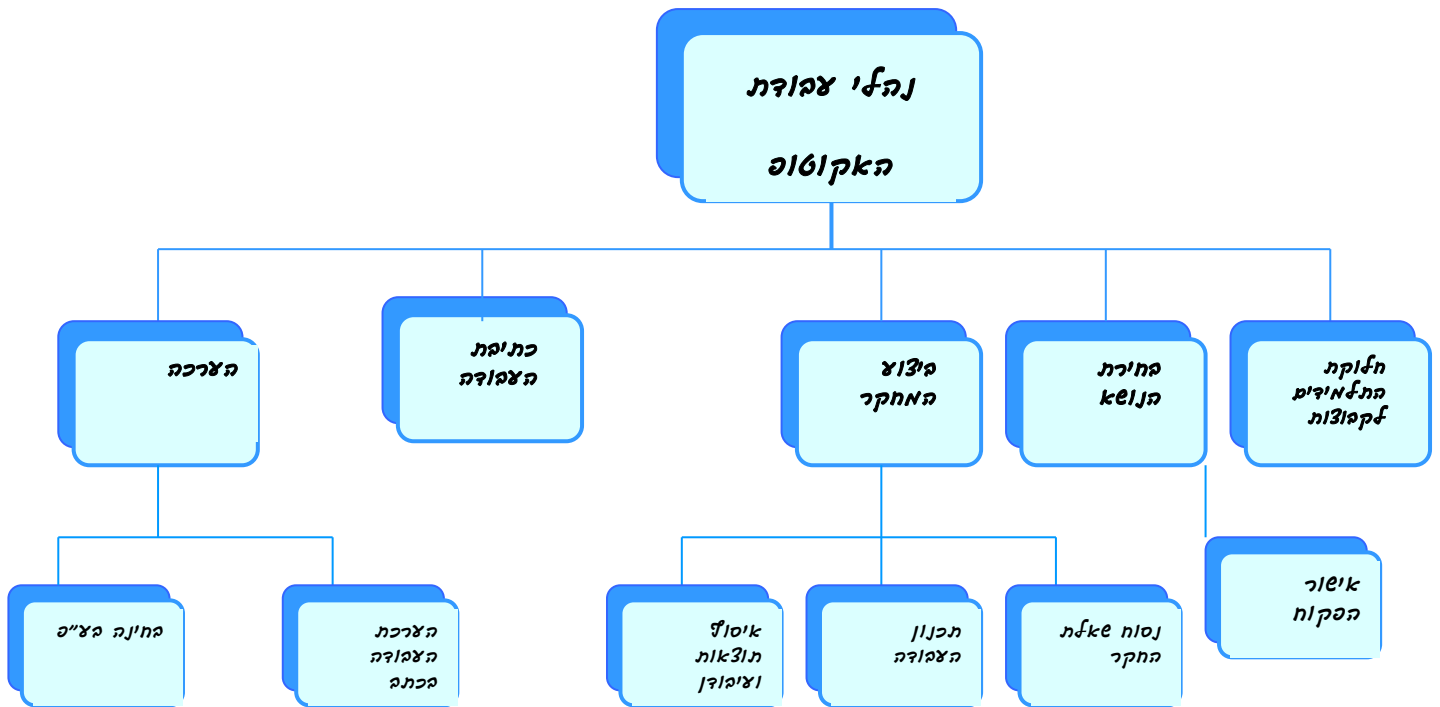 נהלי עבודת
האקוטופ
חלוקת
התלמידים
לקבוצות
בחירת
הנושא
ביצוע
המחקר
כתיבת
העבודה
הערכה
אישור
הפקוח
נסוח שאלת
החקר
תכנון
העבודה
איסוף
תוצאות
ועיבודן
הערכת
העבודה
בכתב
בחינה בע"פ